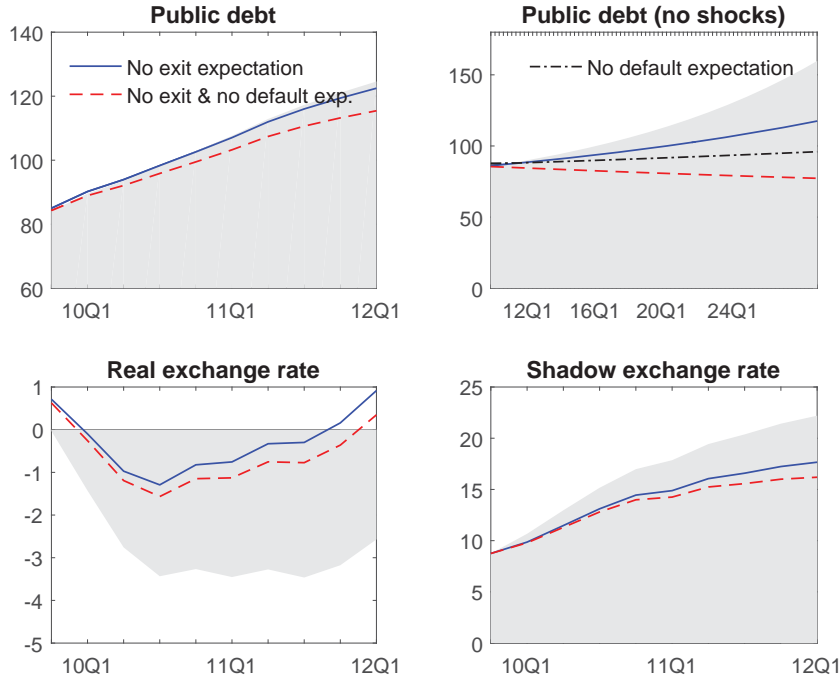 Public debt
No exit expectation
No exit & no default exp.
140
120
100
80
60
10Q1
11Q1
12Q1
Public debt (no shocks)
No default expectation
150
100
50
0
12Q1
16Q1
20Q1
24Q1
Real exchange rate
1
0
-1
-2
-3
-4
-5
10Q1
11Q1
12Q1
Shadow exchange rate
25
20
15
10
5
0
10Q1
11Q1
12Q1